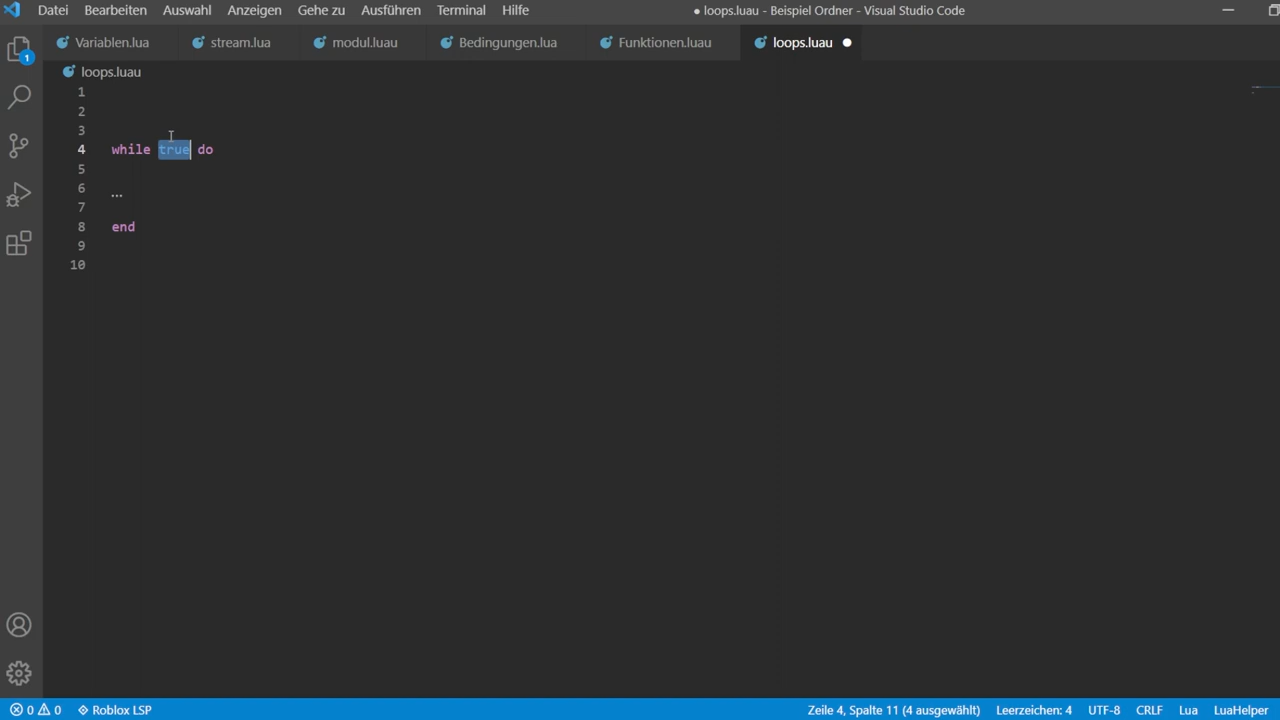 Datei Bearbeiten Auswahl Anzeigen Gehe zu Ausführen Terminal Hilfe ● loops.luau - Beispiel Ordner - Visual Studio Code
Variablen.lua stream.lua modul.luau Bedingungen.lua Funktionen.luau loops.luau
1
loops.luau
1
2
3
4 while true do
5
6 ...
7
8 end
9
10
0 0 Roblox LSP Zeile 4, Spalte 11 (4 ausgewählt) Leerzeichen: 4 UTF-8 CRLF Lua LuaHelper